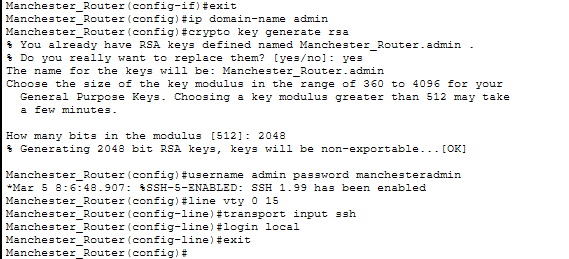 Manchester_Router(config-if)#exit
Manchester_Router(config)#ip domain-name admin
Manchester_Router(config)#crypto key generate rsa
% You already have RSA keys defined named Manchester_Router.admin .
% Do you really want to replace them? [yes/no]: yes
The name for the keys will be: Manchester_Router.admin
Choose the size of the key modulus in the range of 360 to 4096 for your
General Purpose Keys. Choosing a key modulus greater than 512 may take
a few minutes.
How many bits in the modulus [512]: 2048
% Generating 2048 bit RSA keys, keys will be non-exportable...[OK]
Manchester_Router(config)#username admin password manchesteradmin
*Mar 5 8:6:48.907: %SSH-5-ENABLED: SSH 1.99 has been enabled
Manchester_Router(config)#line vty 0 15
Manchester_Router(config-line)#transport input ssh
Manchester_Router(config-line)#login local
Manchester_Router(config-line)#exit
Manchester_Router(config)#